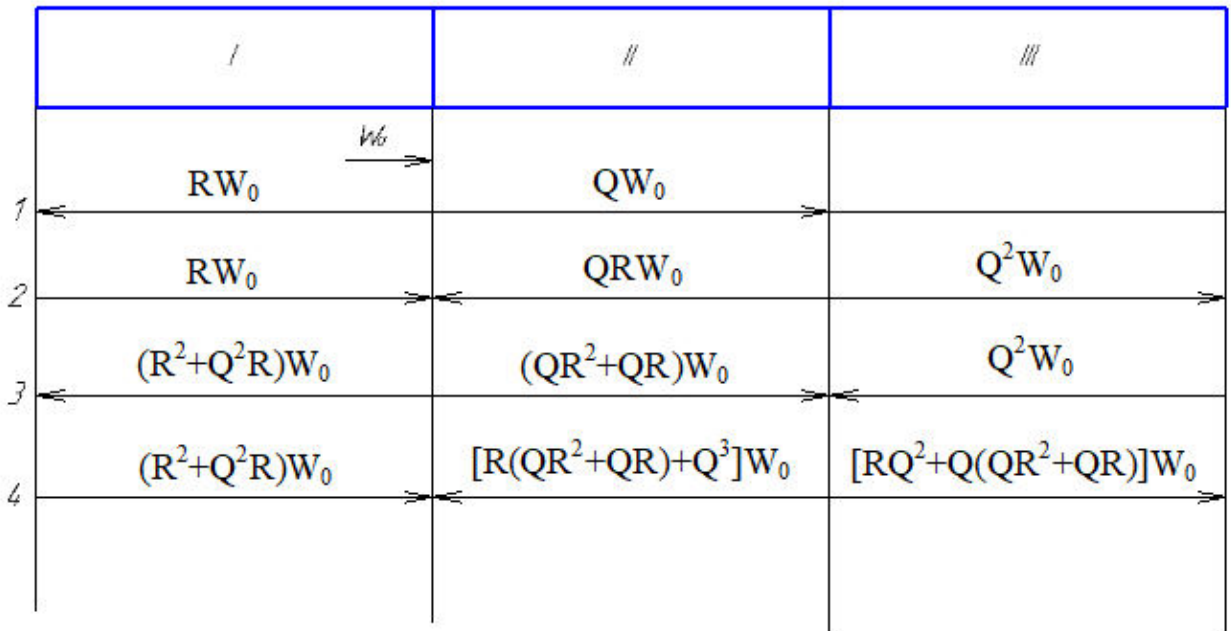 I II III
W₀
RW₀ QW₀
1
RW₀ QRW₀ Q²W₀
2
(R²+Q²R)W₀ (QR²+QR)W₀ Q²W₀
3
(R²+Q²R)W₀ [R(QR²+QR)+Q³]W₀ [RQ²+Q(QR²+QR)]W₀
4